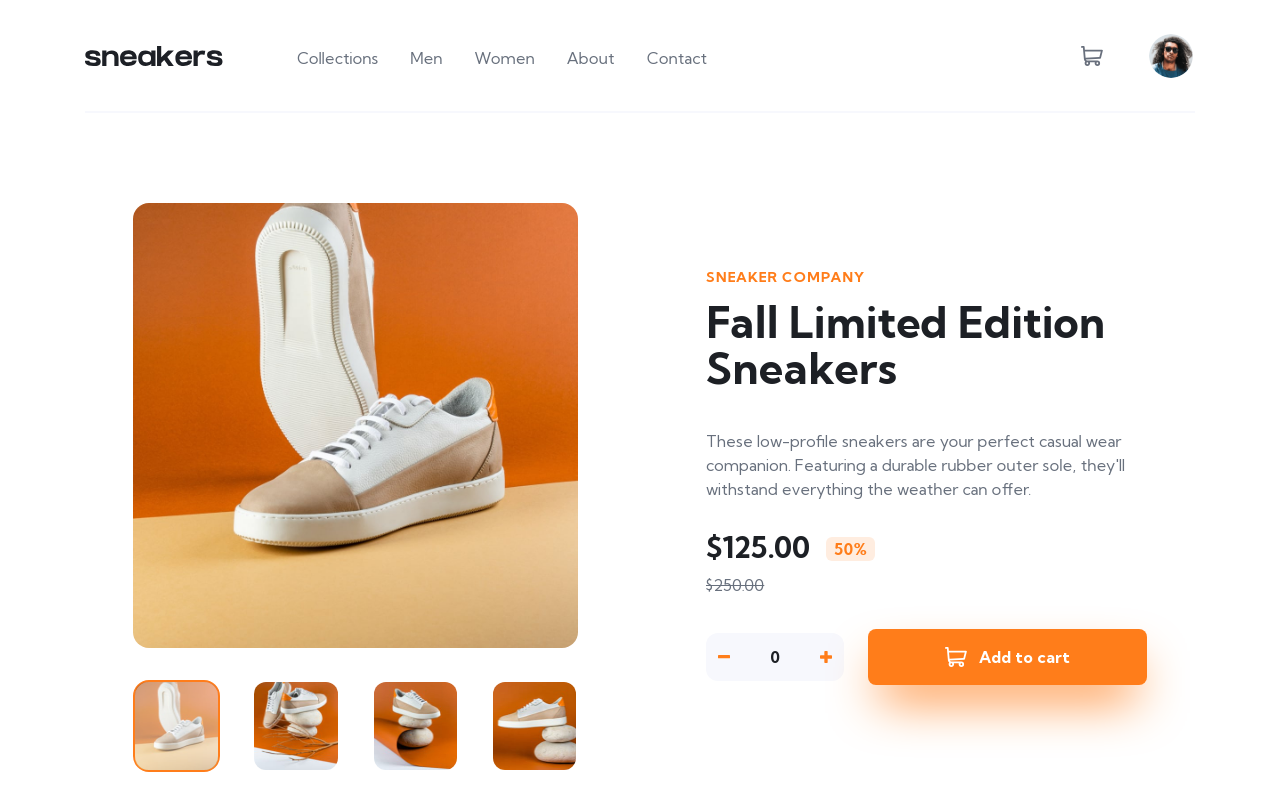 sneakers
Collections Men Women About Contact
SNEAKER COMPANY
Fall Limited Edition
Sneakers
These low-profile sneakers are your perfect casual wear
companion. Featuring a durable rubber outer sole, they'll
withstand everything the weather can offer.
$125.00 50%
$250.00
0
Add to cart